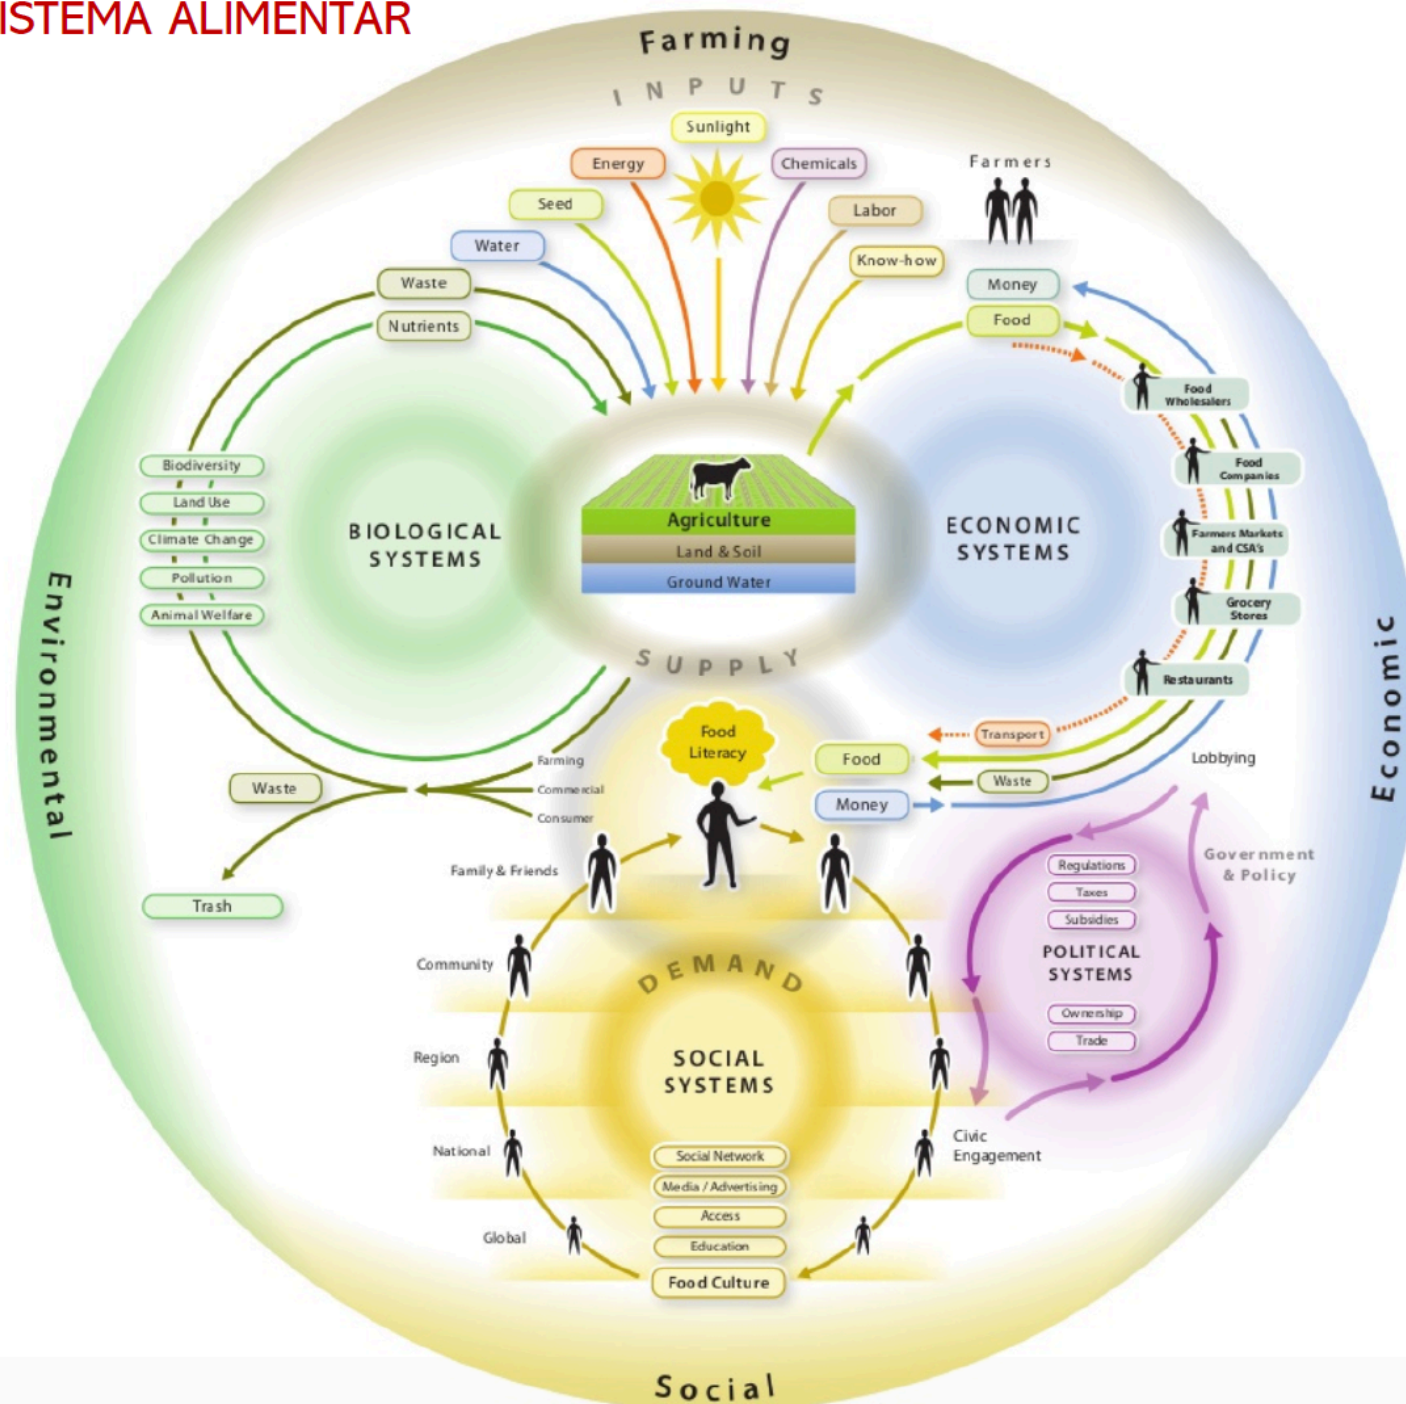 ISTEMA ALIMENTAR
Farming
INPUTS
Sunlight
Energy
Chemicals
Farmers
Seed
Labor
Water
Know-how
Waste
Money
Nutrients
Food
Food
Wholesalers
Biodiversity
Food
Companies
Land Use
Agriculture
BIOLOGICAL
SYSTEMS
ECONOMIC
SYSTEMS
Climate Change
Farmers Markets
and CSA's
Land & Soil
Pollution
Ground Water
Animal Welfare
Grocery
Stores
Environmental
Economic
SUPPLY
Restaurants
Food
Literacy
Transport
Food
Lobbying
Farming
Waste
Waste
Commercial
Money
Consumer
Family & Friends
Government
& Policy
Regulations
Taxes
Trash
Subsidies
POLITICAL
SYSTEMS
Community
DEMAND
Ownership
Trade
Region
SOCIAL
SYSTEMS
National
Civic
Engagement
Social Network
Media / Advertising
Access
Global
Education
Food Culture
Social